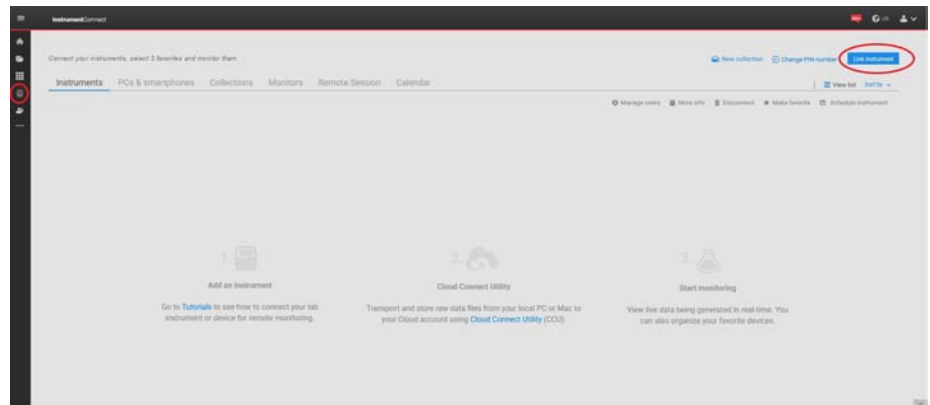 InstrumentConnect
Connect your instruments, select 3 favorites and monitor them
New collection Change PIN number Link instrument
Instruments PCs & smartphones Collections Monitors Remote Session Calendar
View list Sort by
Manage users More info Disconnect Make favorite Schedule instrument
1. 2. 3.
Add an instrument
Go to Tutorials to see how to connect your lab
instrument or device for remote monitoring.
Cloud Connect Utility
Transport and store raw data files from your local PC or Mac to
your Cloud account using Cloud Connect Utility (CCU).
Start monitoring
View live data being generated in real-time. You
can also organize your favorite devices.